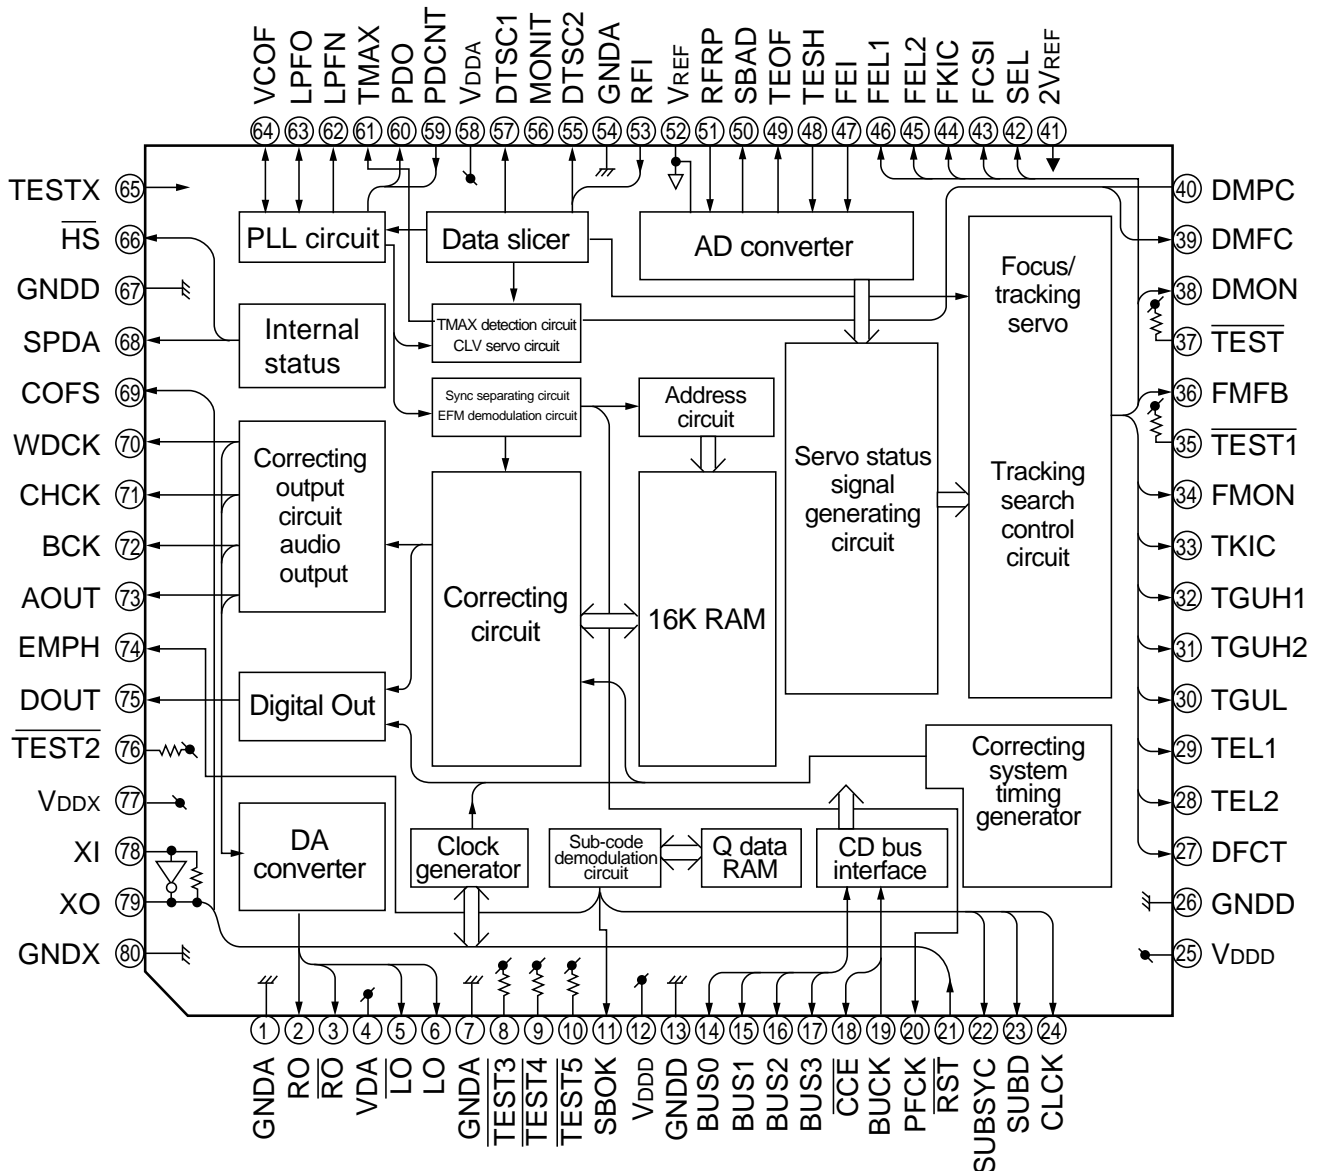 VCOF
LPFO
LPFN
TMAX
PDO
PDCNT
VDDA
DTSC1
MONIT
DTSC2
GNDA
RFI
VREF
RFRP
SBAD
TEOF
TESH
FEI
FEL1
FEL2
FKIC
FCSI
SEL
2VREF
64 63 62 61 60 59 58 57 56 55 54 53 52 51 50 49 48 47 46 45 44 43 42 41
TESTX 65
HS 66
GNDD 67
SPDA 68
COFS 69
WDCK 70
CHCK 71
BCK 72
AOUT 73
EMPH 74
DOUT 75
TEST2 76
VDDX 77
XI 78
XO 79
GNDX 80
PLL circuit
Data slicer
AD converter
Focus/
tracking
servo
Tracking
search
control
circuit
Internal
status
TMAX detection circuit
CLV servo circuit
Sync separating circuit
EFM demodulation circuit
Address
circuit
Servo status
signal
generating
circuit
Correcting
output
circuit
audio
output
Correcting
circuit
16K RAM
Digital Out
Correcting
system
timing
generator
DA
converter
Clock
generator
Sub-code
demodulation
circuit
Q data
RAM
CD bus
interface
40 DMPC
39 DMFC
38 DMON
37 TEST
36 FMFB
35 TEST1
34 FMON
33 TKIC
32 TGUH1
31 TGUH2
30 TGUL
29 TEL1
28 TEL2
27 DFCT
26 GNDD
25 VDDD
1 2 3 4 5 6 7 8 9 10 11 12 13 14 15 16 17 18 19 20 21 22 23 24
GNDA
RO
RO
VDA
LO
LO
GNDA
TEST3
TEST4
TEST5
SBOK
VDDD
GNDD
BUS0
BUS1
BUS2
BUS3
CCE
BUCK
PFCK
RST
SUBSYC
SUBD
CLCK